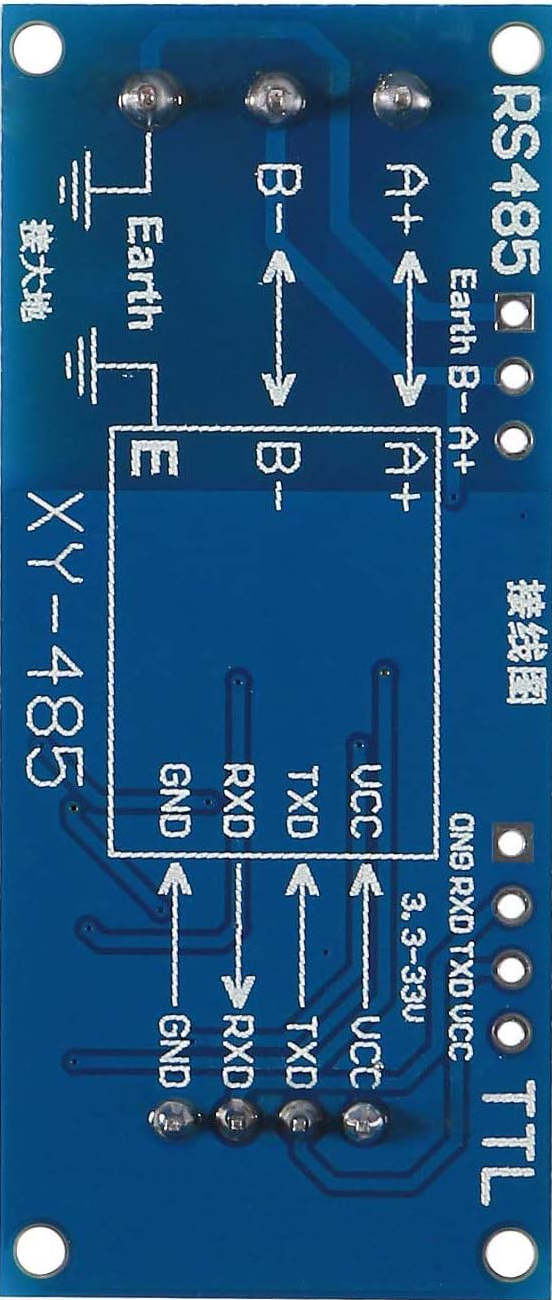 RS485
Earth B- A+
A+
B-
Earth
接大地
A+
B-
E
接线图
XY-485
VCC
TXD
RXD
GND
3.3-33V
GND RXD TXD VCC
VCC
TXD
RXD
GND
TTL